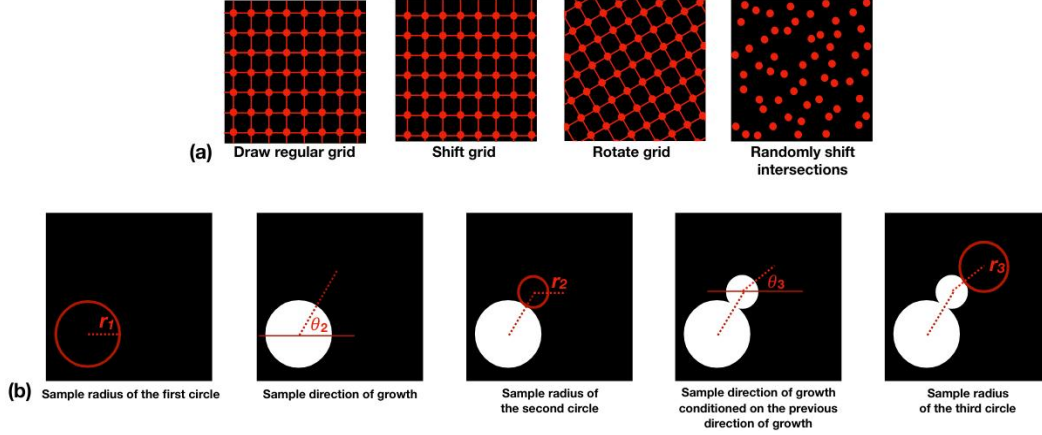 (a)
Draw regular grid
Shift grid
Rotate grid
Randomly shift
intersections
(b)
r1
Sample radius of the first circle
θ2
Sample direction of growth
r2
Sample radius of
the second circle
θ3
Sample direction of growth
conditioned on the previous
direction of growth
r3
Sample radius
of the third circle